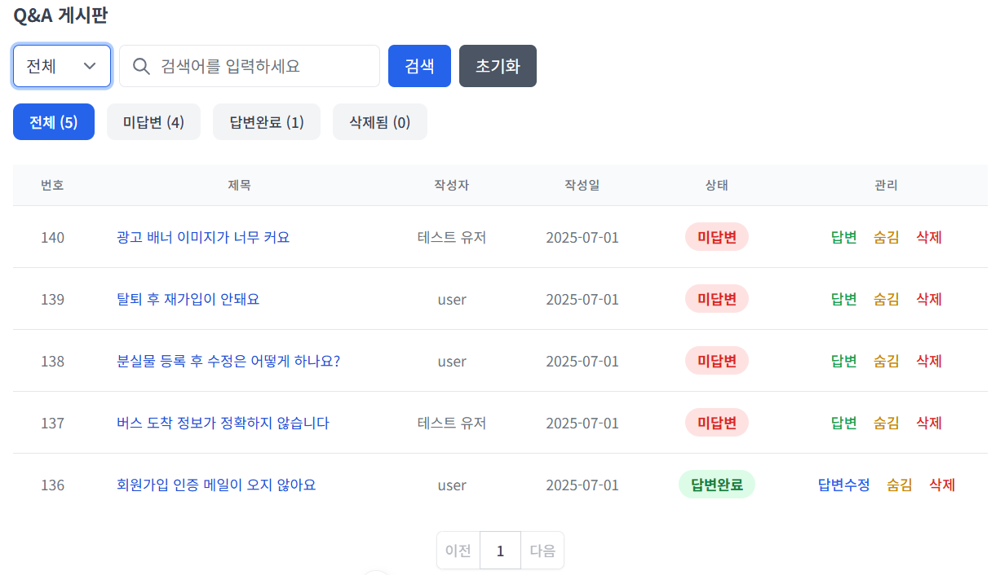 Q&A 게시판
전체 검색어를 입력하세요 검색 초기화
전체 (5) 미답변 (4) 답변완료 (1) 삭제됨 (0)
번호 제목 작성자 작성일 상태 관리
140 광고 배너 이미지가 너무 커요 테스트 유저 2025-07-01 미답변 답변 숨김 삭제
139 탈퇴 후 재가입이 안돼요 user 2025-07-01 미답변 답변 숨김 삭제
138 분실물 등록 후 수정은 어떻게 하나요? user 2025-07-01 미답변 답변 숨김 삭제
137 버스 도착 정보가 정확하지 않습니다 테스트 유저 2025-07-01 미답변 답변 숨김 삭제
136 회원가입 인증 메일이 오지 않아요 user 2025-07-01 답변완료 답변수정 숨김 삭제
이전 1 다음